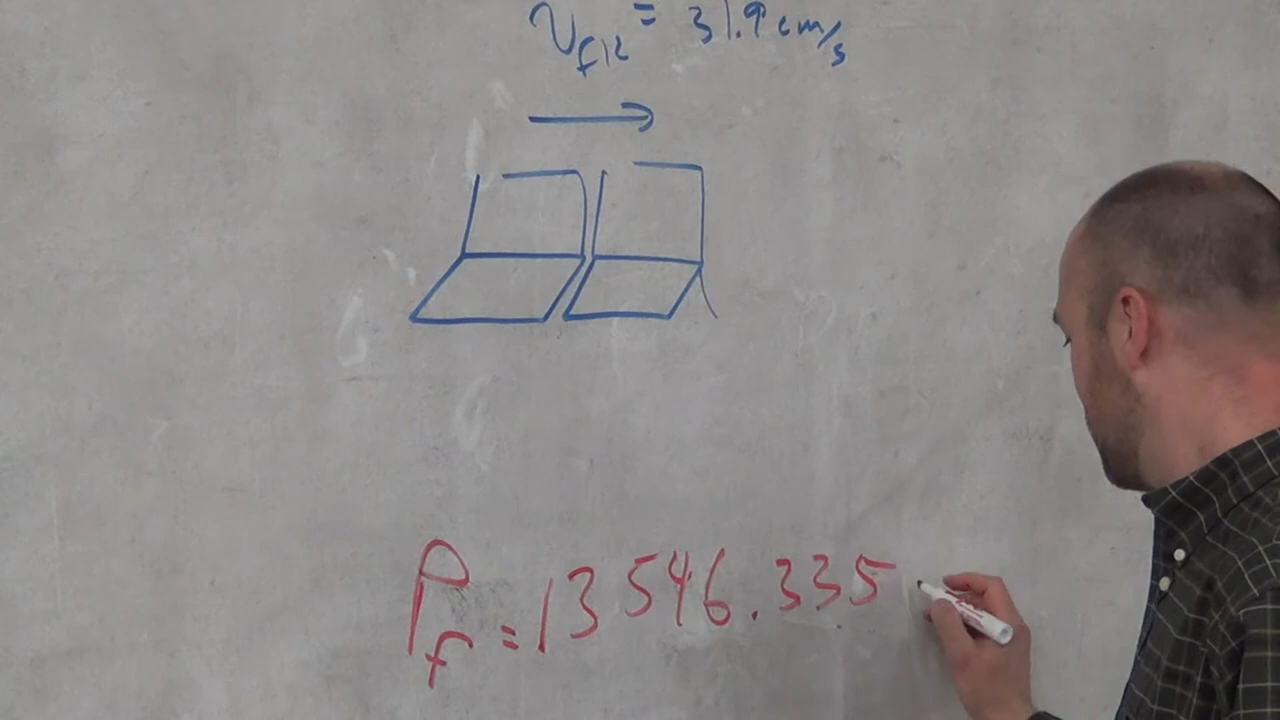 v_f12 = 31.9 cm/s
P_f = 13546.335